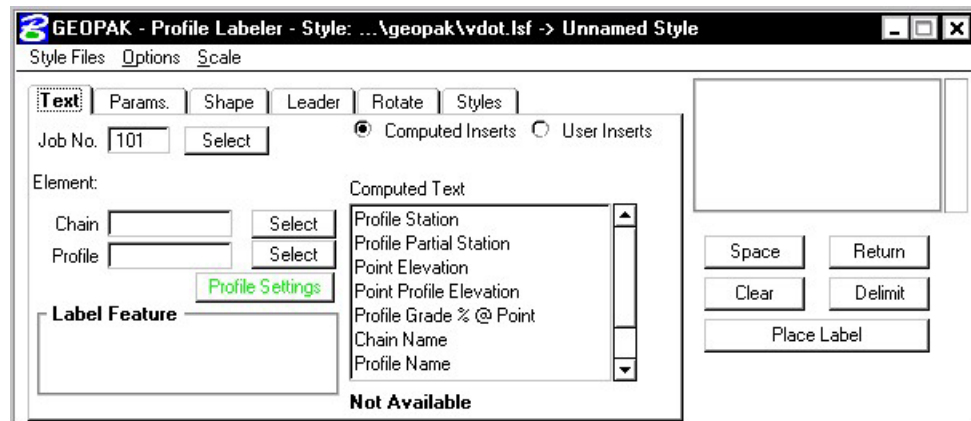 GEOPAK - Profile Labeler - Style: ...\geopak\vdot.lsf -> Unnamed Style
Style Files Options Scale
Text Params. Shape Leader Rotate Styles
Job No. 101 Select
Computed Inserts User Inserts
Element:
Chain Select
Profile Select
Profile Settings
Label Feature
Computed Text
Profile Station
Profile Partial Station
Point Elevation
Point Profile Elevation
Profile Grade % @ Point
Chain Name
Profile Name
Not Available
Space Return
Clear Delimit
Place Label